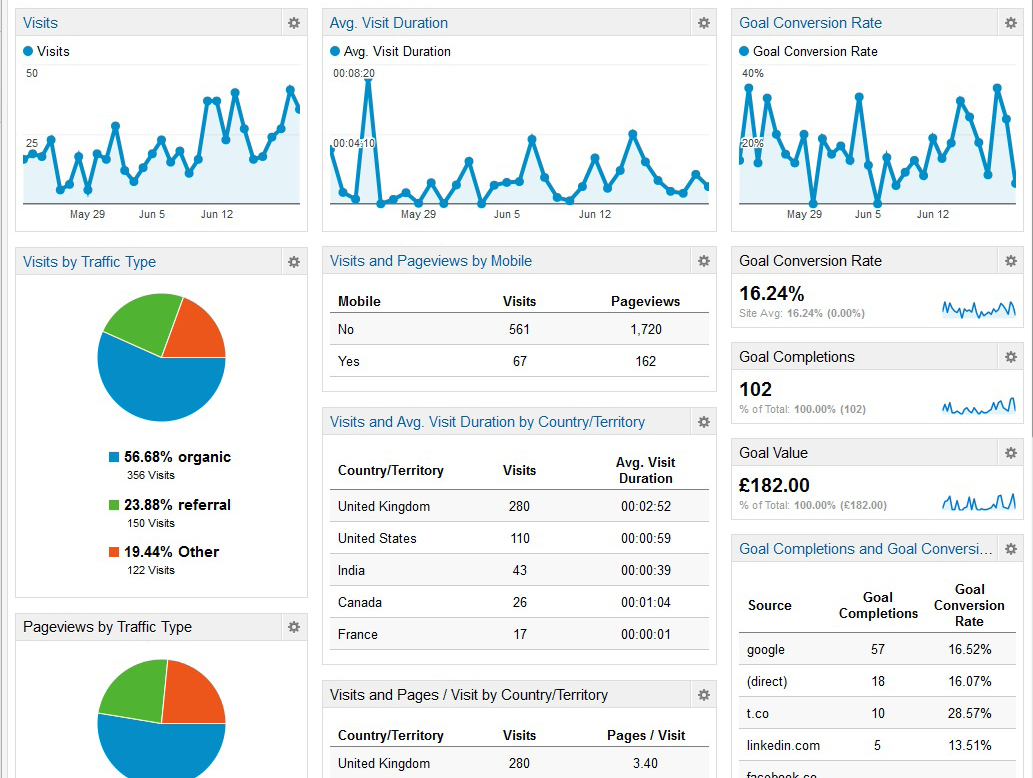 Visits
Visits
50
25
May 29 Jun 5 Jun 12
Visits by Traffic Type
56.68% organic
356 Visits
23.88% referral
150 Visits
19.44% Other
122 Visits
Pageviews by Traffic Type
Avg. Visit Duration
Avg. Visit Duration
00:08:20
00:04:10
May 29 Jun 5 Jun 12
Visits and Pageviews by Mobile
Mobile Visits Pageviews
No 561 1,720
Yes 67 162
Visits and Avg. Visit Duration by Country/Territory
Country/Territory Visits Avg. Visit
Duration
United Kingdom 280 00:02:52
United States 110 00:00:59
India 43 00:00:39
Canada 26 00:01:04
France 17 00:00:01
Visits and Pages / Visit by Country/Territory
Country/Territory Visits Pages / Visit
United Kingdom 280 3.40
Goal Conversion Rate
Goal Conversion Rate
40%
20%
May 29 Jun 5 Jun 12
Goal Conversion Rate
16.24%
Site Avg: 16.24% (0.00%)
Goal Completions
102
% of Total: 100.00% (102)
Goal Value
£182.00
% of Total: 100.00% (£182.00)
Goal Completions and Goal Conversi...
Source Goal
Completions Goal
Conversion
Rate
google 57 16.52%
(direct) 18 16.07%
t.co 10 28.57%
linkedin.com 5 13.51%